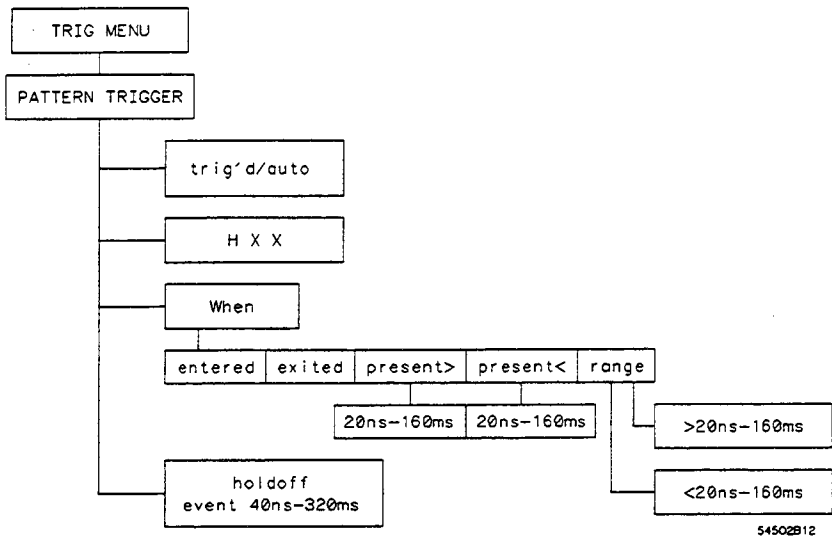 TRIG MENU
PATTERN TRIGGER
trig'd/auto
H X X
When
entered exited present> present< range
20ns-160ms 20ns-160ms
>20ns-160ms
<20ns-160ms
holdoff
event 40ns-320ms
54502B12